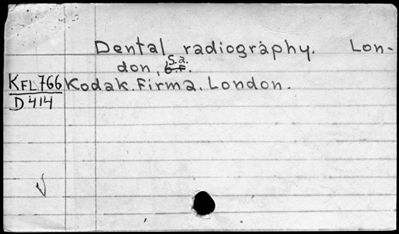 Dental radiography. Lon-
don, s.a.
KFL766 Kodak. Firma. London.
D414